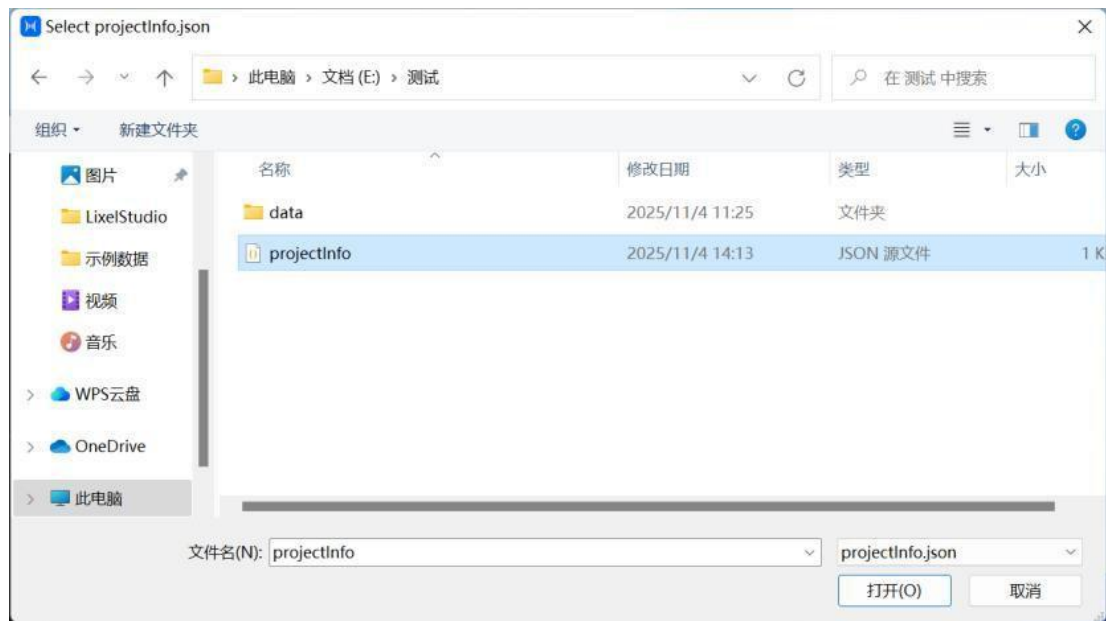 Select projectInfo.json
此电脑 › 文档 (E:) › 测试
在 测试 中搜索
组织
新建文件夹
名称 修改日期 类型 大小
图片
data 2025/11/4 11:25 文件夹
LixelStudio
projectInfo 2025/11/4 14:13 JSON 源文件 1 K
示例数据
视频
音乐
WPS云盘
OneDrive
此电脑
文件名(N): projectInfo projectInfo.json
打开(O) 取消